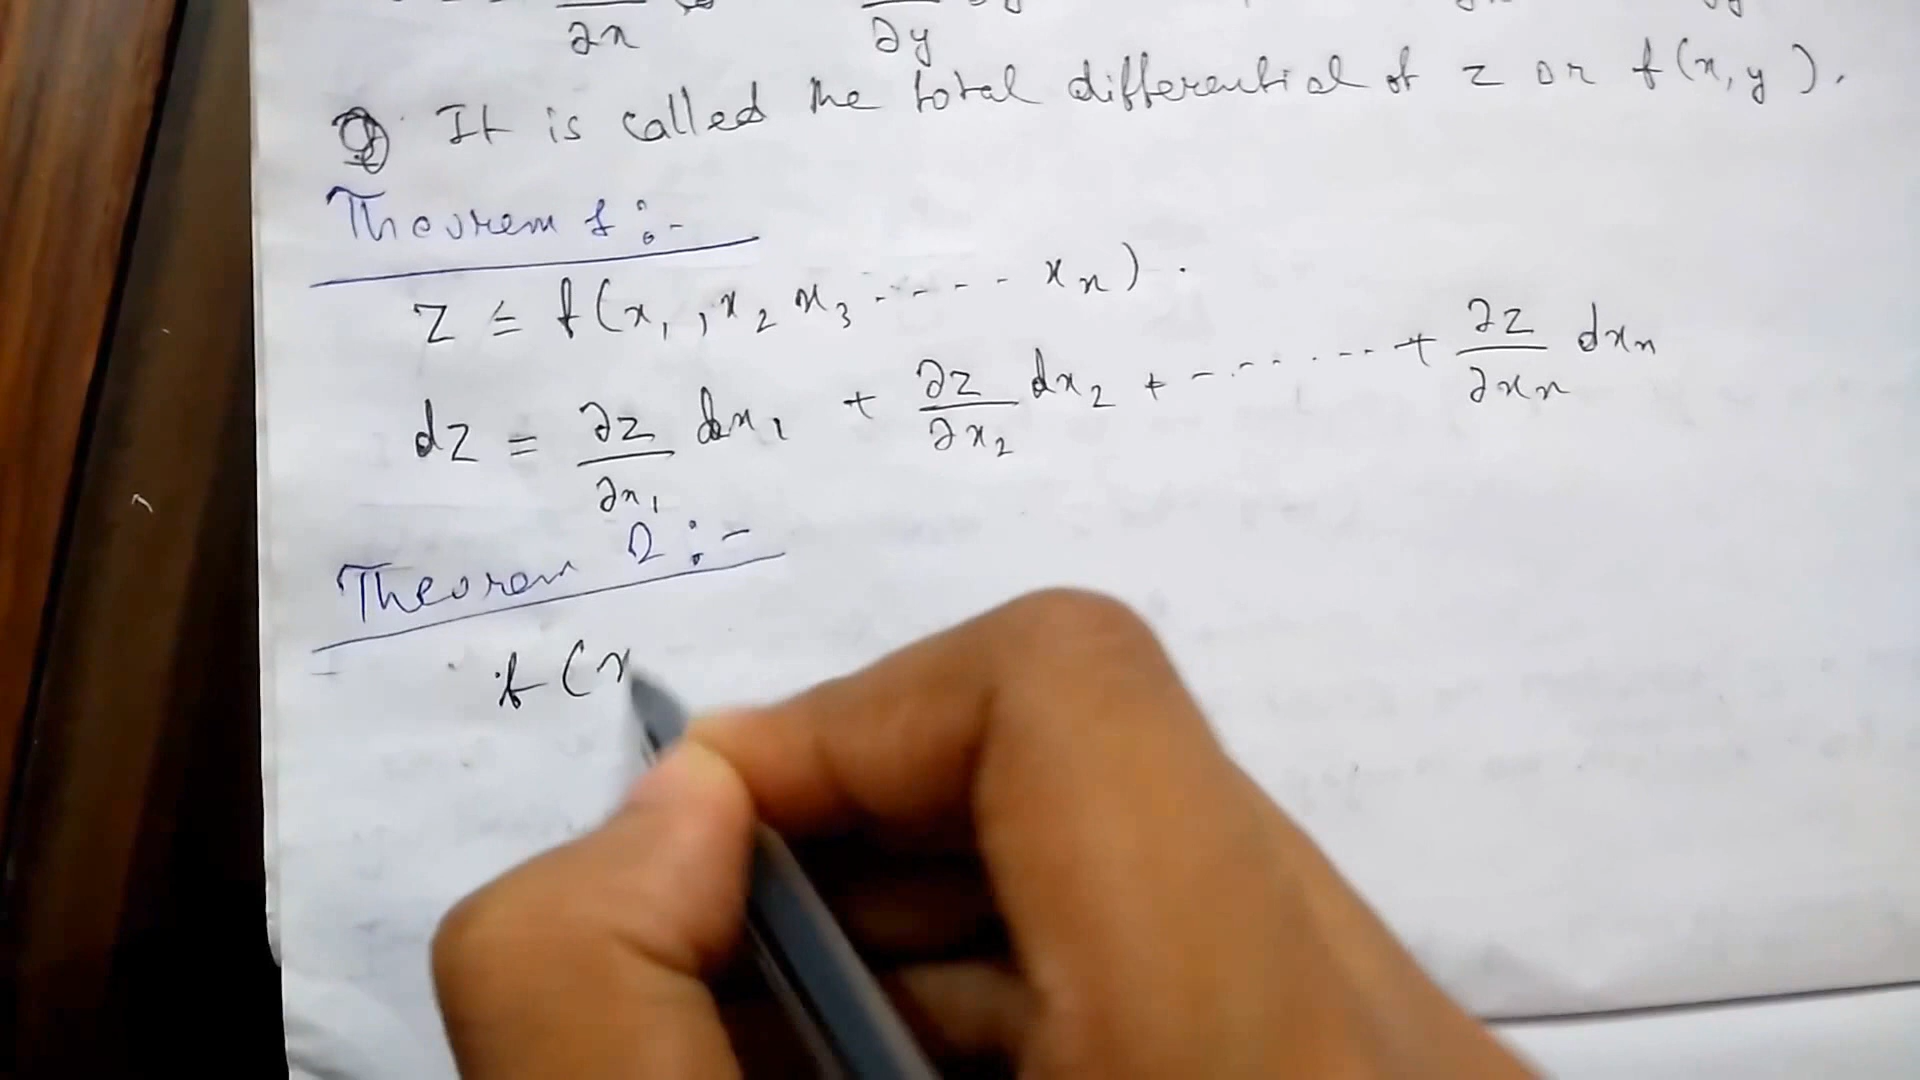 ∂x ∂y
It is called the total differential of z or f(x, y).
Theorem 1 :-
z = f(x₁, x₂ x₃ ----- xₙ).
dz = ∂z/∂x₁ dx₁ + ∂z/∂x₂ dx₂ + ------- + ∂z/∂xₙ dxₙ
Theorem 2 :-
f (x